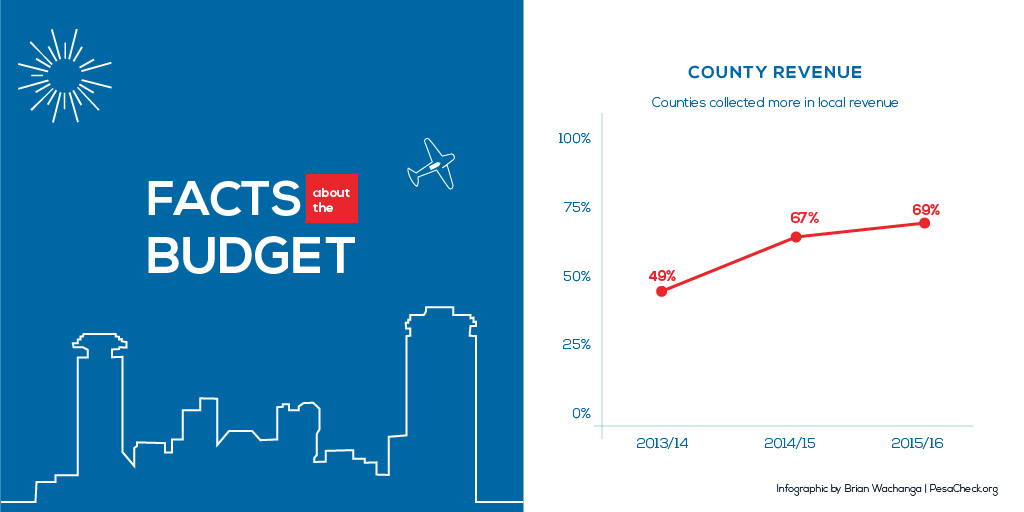 FACTS about the
BUDGET
COUNTY REVENUE
Counties collected more in local revenue
100%
75%
50%
25%
0%
49%
67%
69%
2013/14
2014/15
2015/16
Infographic by Brian Wachanga | PesaCheck.org